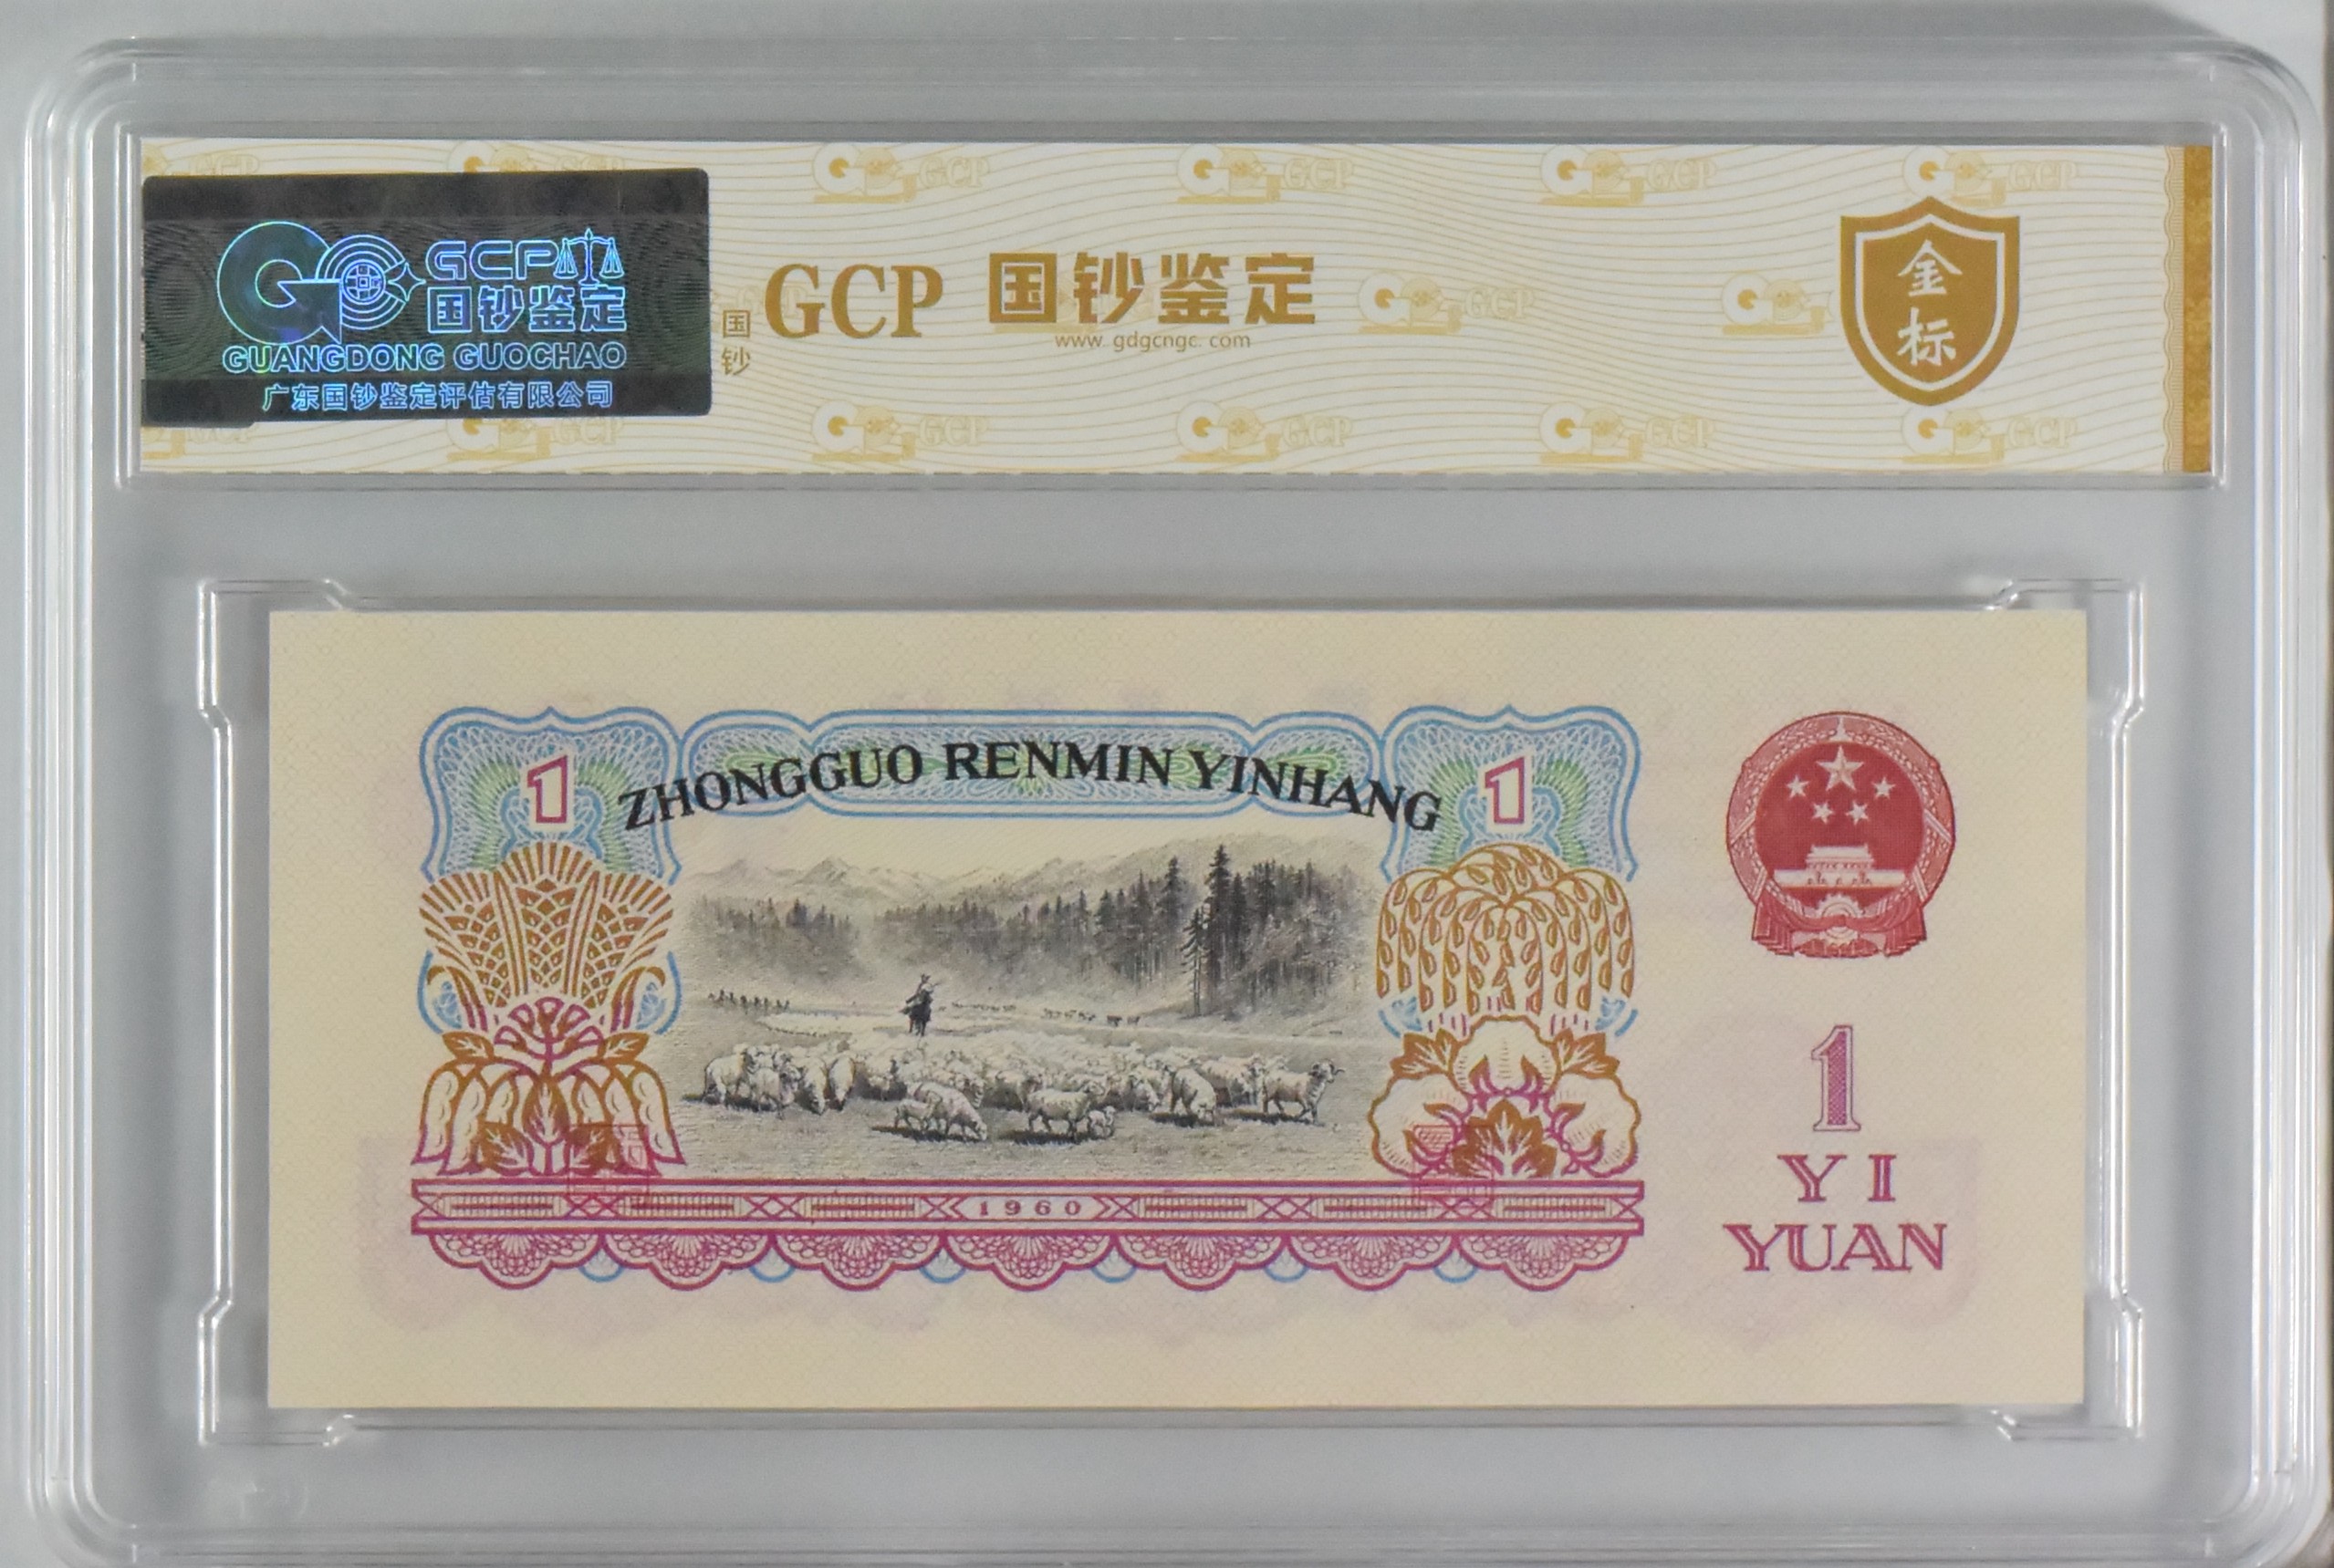 GCP
国钞鉴定
GUANGDONG GUOCHAO
广东国钞鉴定评估有限公司
国钞
GCP 国钞鉴定
www.gdgcngc.com
金标
1 ZHONGGUO RENMIN YINHANG 1
1960
1
YI
YUAN